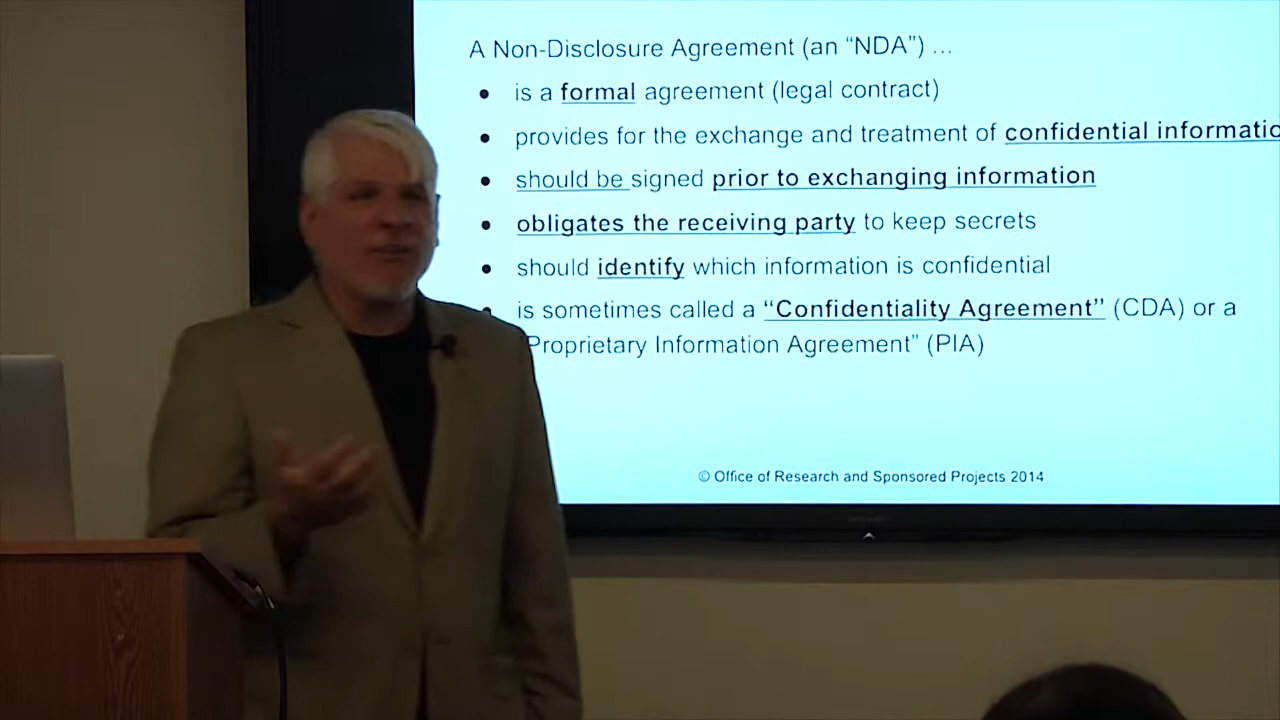 A Non-Disclosure Agreement (an “NDA”) ...
• is a formal agreement (legal contract)
• provides for the exchange and treatment of confidential informatio
• should be signed prior to exchanging information
• obligates the receiving party to keep secrets
• should identify which information is confidential
• is sometimes called a “Confidentiality Agreement” (CDA) or a
Proprietary Information Agreement” (PIA)
© Office of Research and Sponsored Projects 2014